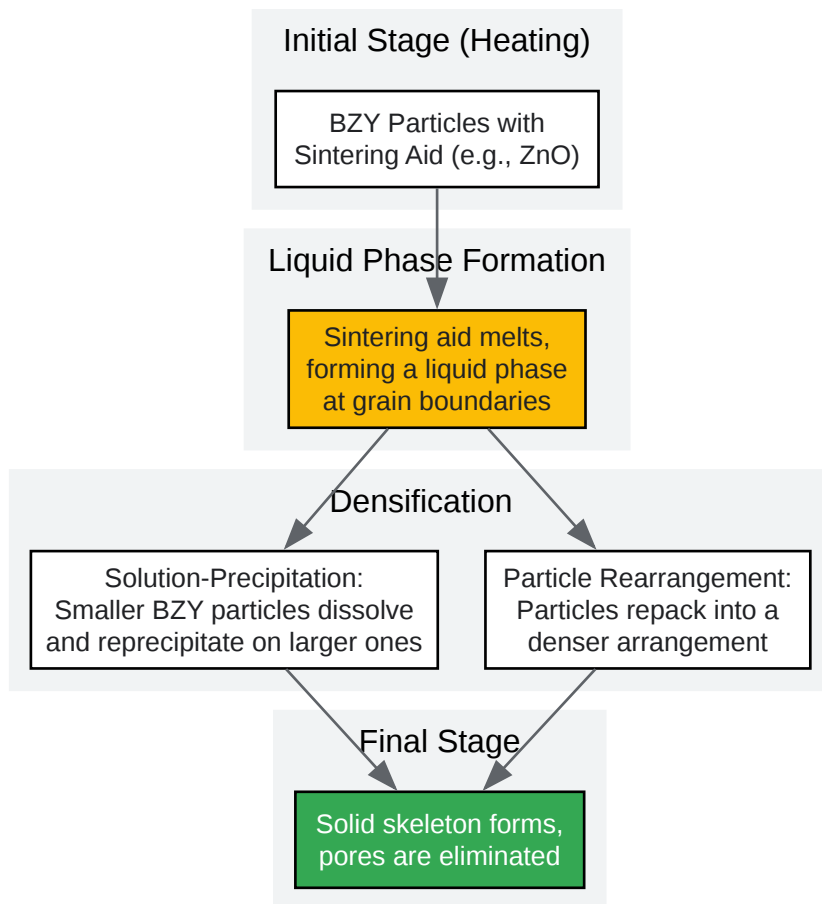 Initial Stage (Heating)
BZY Particles with
Sintering Aid (e.g., ZnO)
Liquid Phase Formation
Sintering aid melts,
forming a liquid phase
at grain boundaries
Densification
Solution-Precipitation:
Smaller BZY particles dissolve
and reprecipitate on larger ones
Particle Rearrangement:
Particles repack into a
denser arrangement
Final Stage
Solid skeleton forms,
pores are eliminated